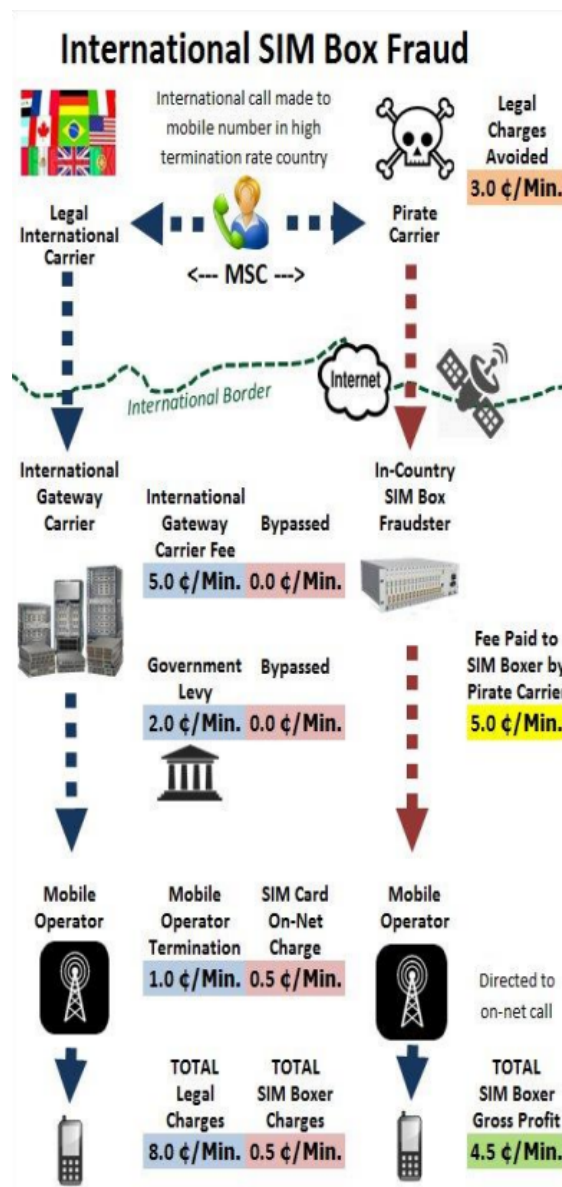 International SIM Box Fraud
International call made to
mobile number in high
termination rate country
Legal
Charges
Avoided
3.0 ¢/Min.
Legal
International
Carrier
<--- MSC --->
Pirate
Carrier
International Border
Internet
International
Gateway
Carrier
International
Gateway
Carrier Fee
5.0 ¢/Min.
Bypassed
0.0 ¢/Min.
In-Country
SIM Box
Fraudster
Government
Levy
2.0 ¢/Min.
Bypassed
0.0 ¢/Min.
Fee Paid to
SIM Boxer by
Pirate Carrier
5.0 ¢/Min.
Mobile
Operator
Mobile
Operator
Termination
1.0 ¢/Min.
SIM Card
On-Net
Charge
0.5 ¢/Min.
Mobile
Operator
Directed to
on-net call
TOTAL
Legal
Charges
8.0 ¢/Min.
TOTAL
SIM Boxer
Charges
0.5 ¢/Min.
TOTAL
SIM Boxer
Gross Profit
4.5 ¢/Min.